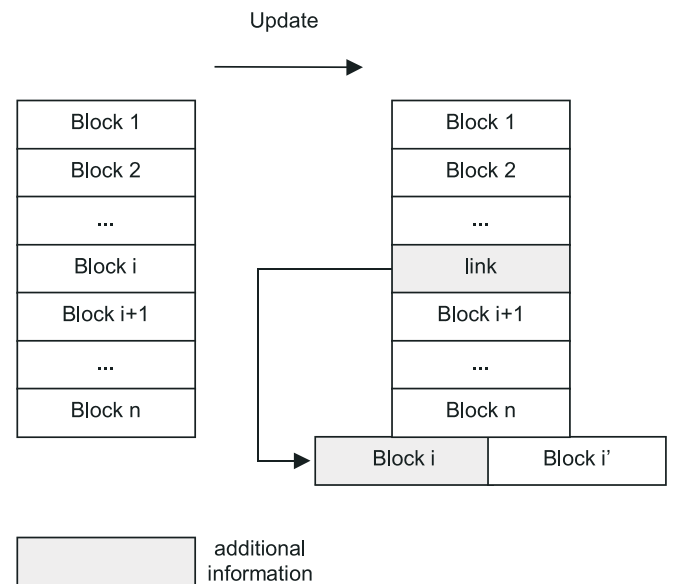 Update
Block 1
Block 2
...
Block i
Block i+1
...
Block n
Block 1
Block 2
...
link
Block i+1
...
Block n
Block i
Block i’
additional
information